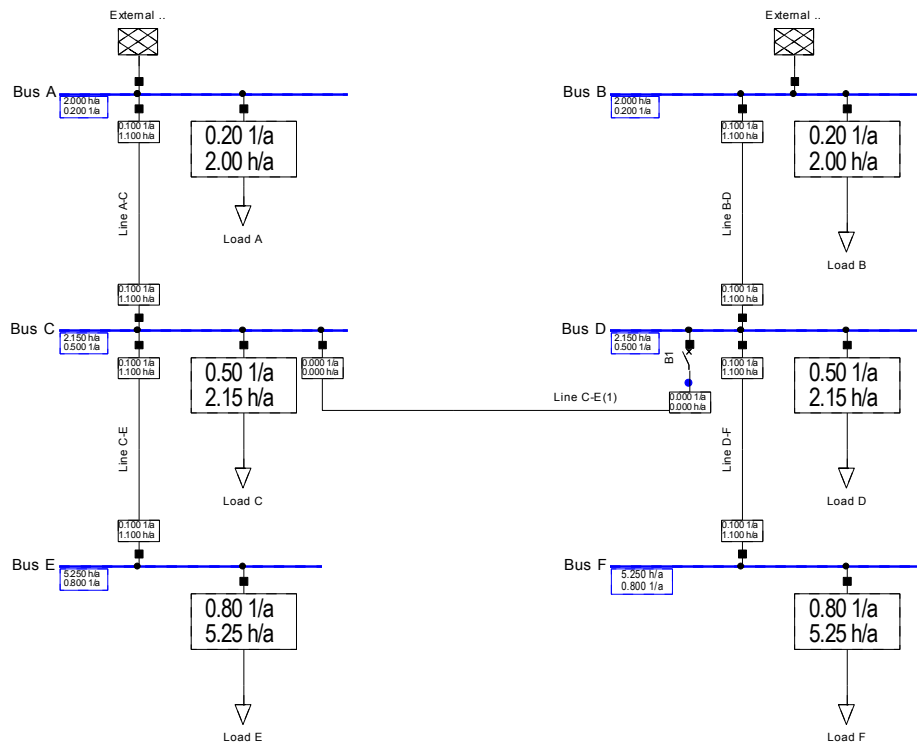 External ..
External ..
Bus A
2.000 h/a
0.200 1/a
Bus B
2.000 h/a
0.200 1/a
0.100 1/a
1.100 h/a
0.20 1/a
2.00 h/a
0.100 1/a
1.100 h/a
0.20 1/a
2.00 h/a
Line A-C
Load A
Line B-D
Load B
0.100 1/a
1.100 h/a
0.100 1/a
1.100 h/a
Bus C
2.150 h/a
0.500 1/a
Bus D
2.150 h/a
0.500 1/a
0.100 1/a
1.100 h/a
0.50 1/a
2.15 h/a
0.000 1/a
0.000 h/a
B1
0.100 1/a
1.100 h/a
0.50 1/a
2.15 h/a
Line C-E(1)
0.000 1/a
0.000 h/a
Line C-E
Load C
Line D-F
Load D
0.100 1/a
1.100 h/a
0.100 1/a
1.100 h/a
Bus E
5.250 h/a
0.800 1/a
Bus F
5.250 h/a
0.800 1/a
0.80 1/a
5.25 h/a
0.80 1/a
5.25 h/a
Load E
Load F